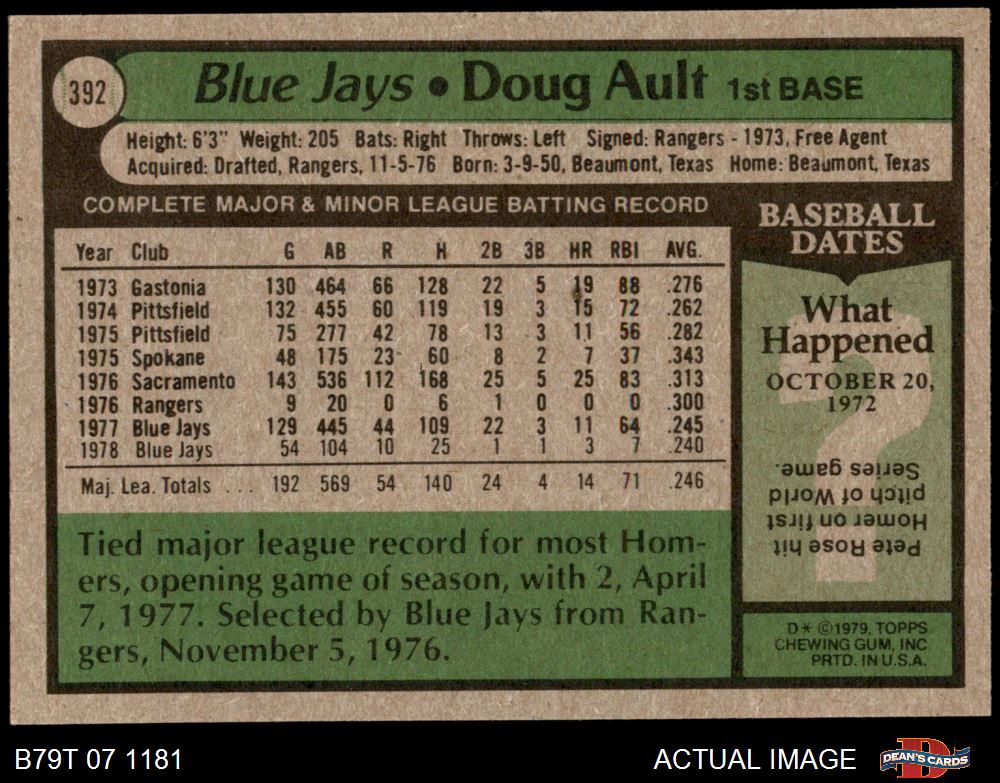 392
Blue Jays • Doug Ault 1st BASE
Height: 6'3" Weight: 205 Bats: Right Throws: Left Signed: Rangers - 1973, Free Agent
Acquired: Drafted, Rangers, 11-5-76 Born: 3-9-50, Beaumont, Texas Home: Beaumont, Texas
COMPLETE MAJOR & MINOR LEAGUE BATTING RECORD
Year Club G AB R H 2B 3B HR RBI AVG.
1973 Gastonia 130 464 66 128 22 5 19 88 .276
1974 Pittsfield 132 455 60 119 19 3 15 72 .262
1975 Pittsfield 75 277 42 78 13 3 11 56 .282
1975 Spokane 48 175 23 60 8 2 7 37 .343
1976 Sacramento 143 536 112 168 25 5 25 83 .313
1976 Rangers 9 20 0 6 1 0 0 0 .300
1977 Blue Jays 129 445 44 109 22 3 11 64 .245
1978 Blue Jays 54 104 10 25 1 1 3 7 .240
Maj. Lea. Totals ... 192 569 54 140 24 4 14 71 .246
Tied major league record for most Hom-
ers, opening game of season, with 2, April
7, 1977. Selected by Blue Jays from Ran-
gers, November 5, 1976.
BASEBALL
DATES
What
Happened
OCTOBER 20,
1972
Pete Rose hit
Homer on first
pitch of World
Series game.
D* ©1979, TOPPS
CHEWING GUM, INC
PRTD. IN U.S.A.
B79T 07 1181
ACTUAL IMAGE
DEAN'S CARDS